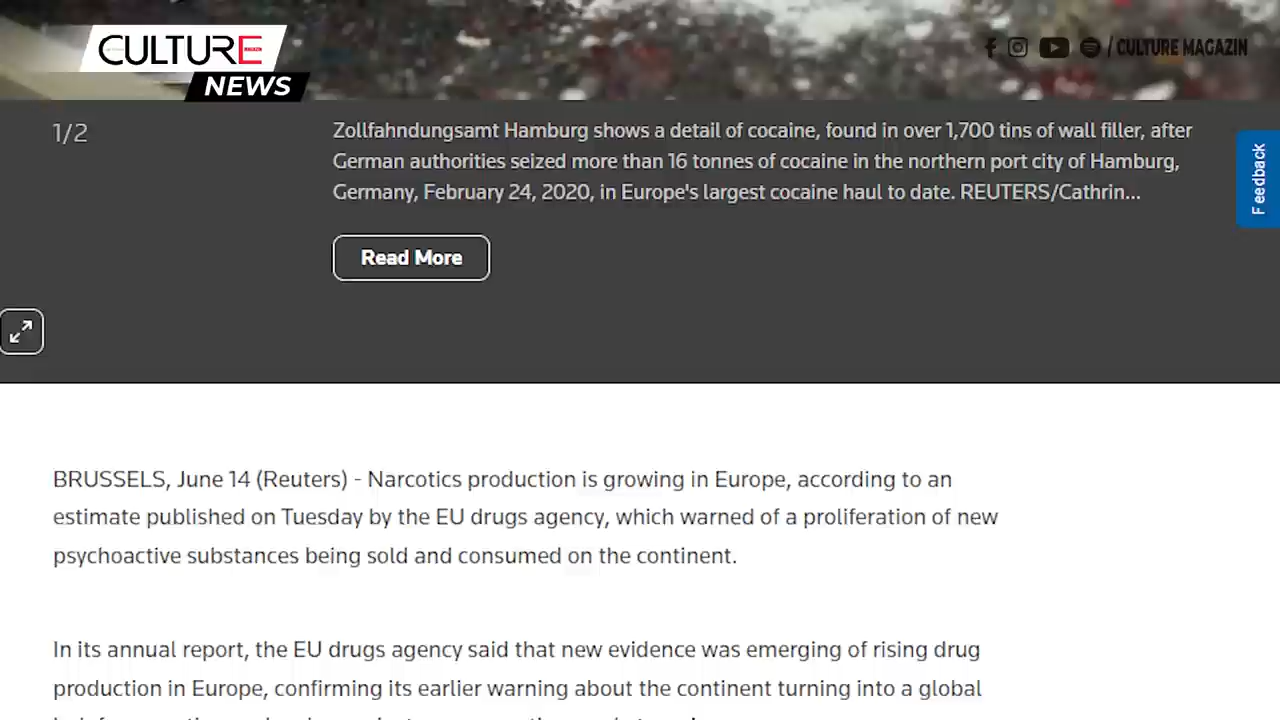 CULTURE
NEWS
/ CULTURE MAGAZIN
1/2
Zollfahndungsamt Hamburg shows a detail of cocaine, found in over 1,700 tins of wall filler, after
German authorities seized more than 16 tonnes of cocaine in the northern port city of Hamburg,
Germany, February 24, 2020, in Europe's largest cocaine haul to date. REUTERS/Cathrin...
Feedback
Read More
BRUSSELS, June 14 (Reuters) - Narcotics production is growing in Europe, according to an
estimate published on Tuesday by the EU drugs agency, which warned of a proliferation of new
psychoactive substances being sold and consumed on the continent.
In its annual report, the EU drugs agency said that new evidence was emerging of rising drug
production in Europe, confirming its earlier warning about the continent turning into a global